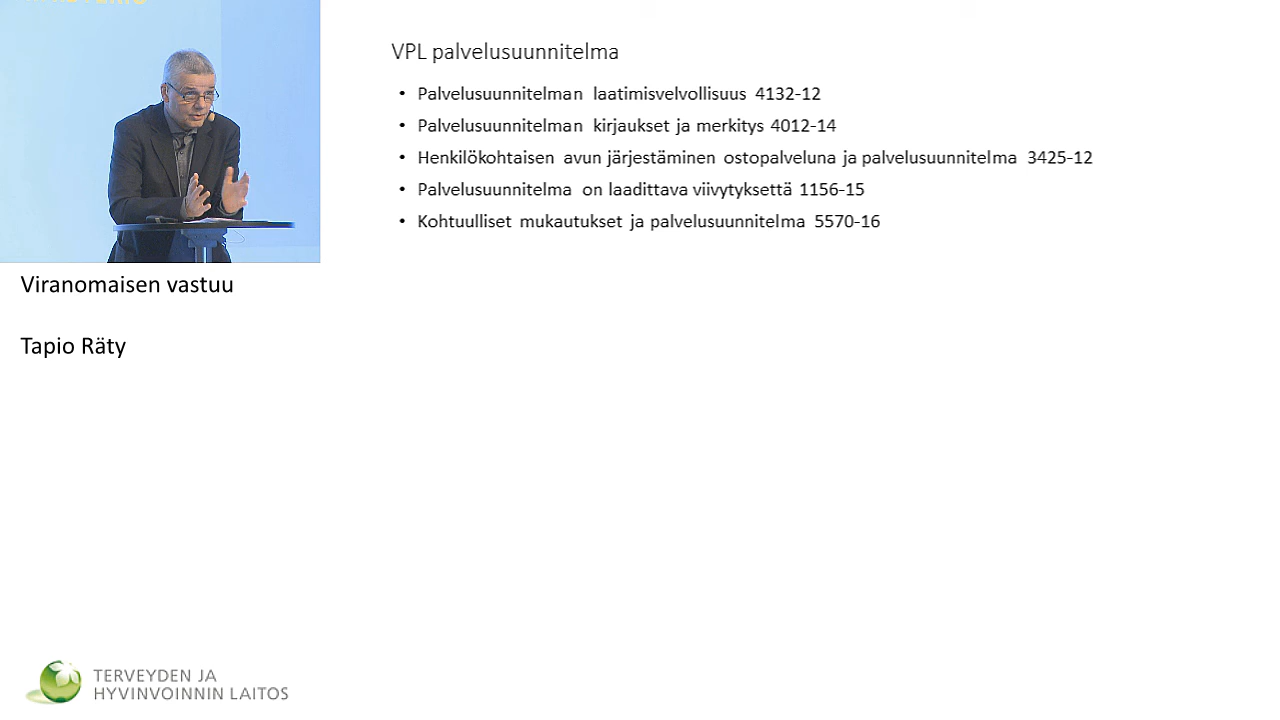 VPL palvelusuunnitelma
• Palvelusuunnitelman laatimisvelvollisuus 4132-12
• Palvelusuunnitelman kirjaukset ja merkitys 4012-14
• Henkilökohtaisen avun järjestäminen ostopalveluna ja palvelusuunnitelma 3425-12
• Palvelusuunnitelma on laadittava viivytyksettä 1156-15
• Kohtuulliset mukautukset ja palvelusuunnitelma 5570-16
Viranomaisen vastuu
Tapio Räty
TERVEYDEN JA
HYVINVOINNIN LAITOS